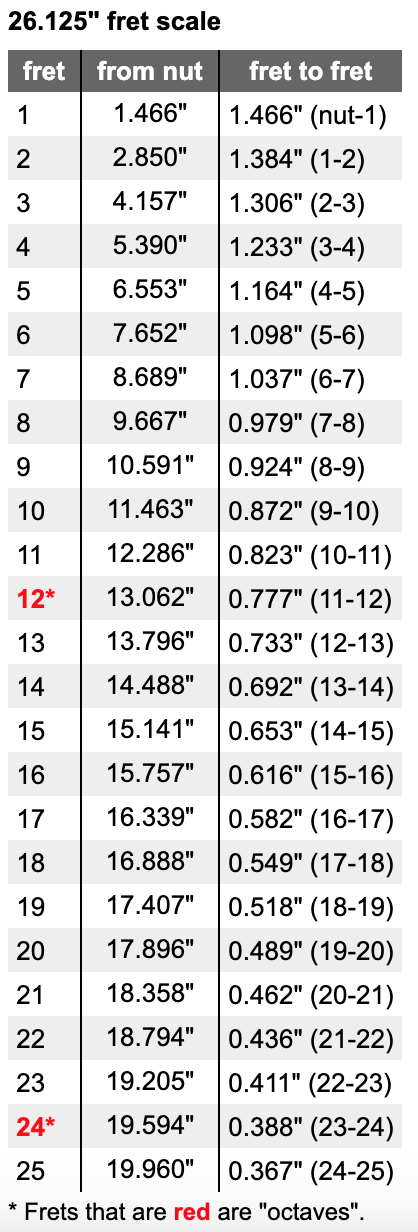 26.125" fret scale
fret from nut fret to fret
1 1.466" 1.466" (nut-1)
2 2.850" 1.384" (1-2)
3 4.157" 1.306" (2-3)
4 5.390" 1.233" (3-4)
5 6.553" 1.164" (4-5)
6 7.652" 1.098" (5-6)
7 8.689" 1.037" (6-7)
8 9.667" 0.979" (7-8)
9 10.591" 0.924" (8-9)
10 11.463" 0.872" (9-10)
11 12.286" 0.823" (10-11)
12* 13.062" 0.777" (11-12)
13 13.796" 0.733" (12-13)
14 14.488" 0.692" (13-14)
15 15.141" 0.653" (14-15)
16 15.757" 0.616" (15-16)
17 16.339" 0.582" (16-17)
18 16.888" 0.549" (17-18)
19 17.407" 0.518" (18-19)
20 17.896" 0.489" (19-20)
21 18.358" 0.462" (20-21)
22 18.794" 0.436" (21-22)
23 19.205" 0.411" (22-23)
24* 19.594" 0.388" (23-24)
25 19.960" 0.367" (24-25)
* Frets that are red are "octaves".